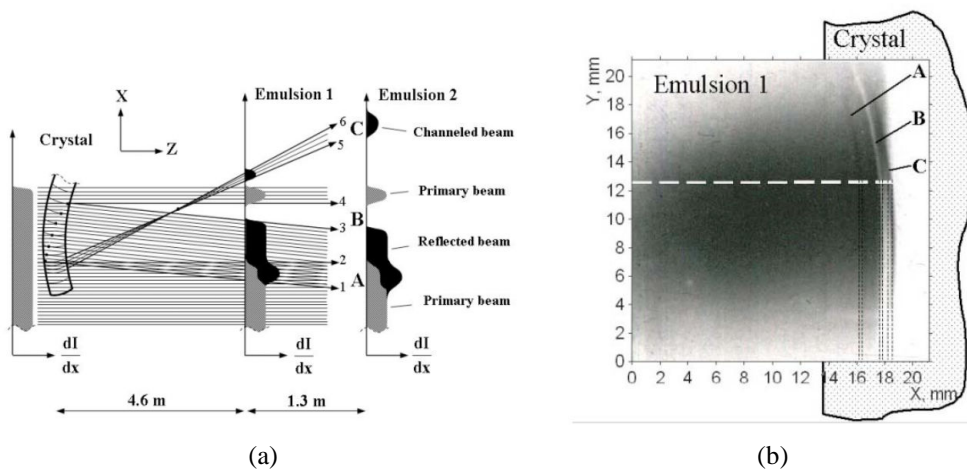 X
Z
Crystal
Emulsion 1
Emulsion 2
6
C
5
Channeled beam
4
Primary beam
3
B
Reflected beam
2
A
1
Primary beam
dI
dx
dI
dx
dI
dx
4.6 m
1.3 m
(a)
Crystal
Emulsion 1
A
B
C
Y, mm
20
18
16
14
12
10
8
6
4
2
0
0 2 4 6 8 10 12 14 16 18 20
X, mm
(b)